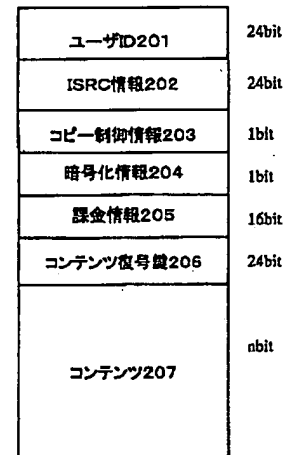 ユーザID201 24bit
ISRC情報202 24bit
コピー制御情報203 1bit
暗号化情報204 1bit
課金情報205 16bit
コンテンツ復号鍵206 24bit
コンテンツ207 nbit